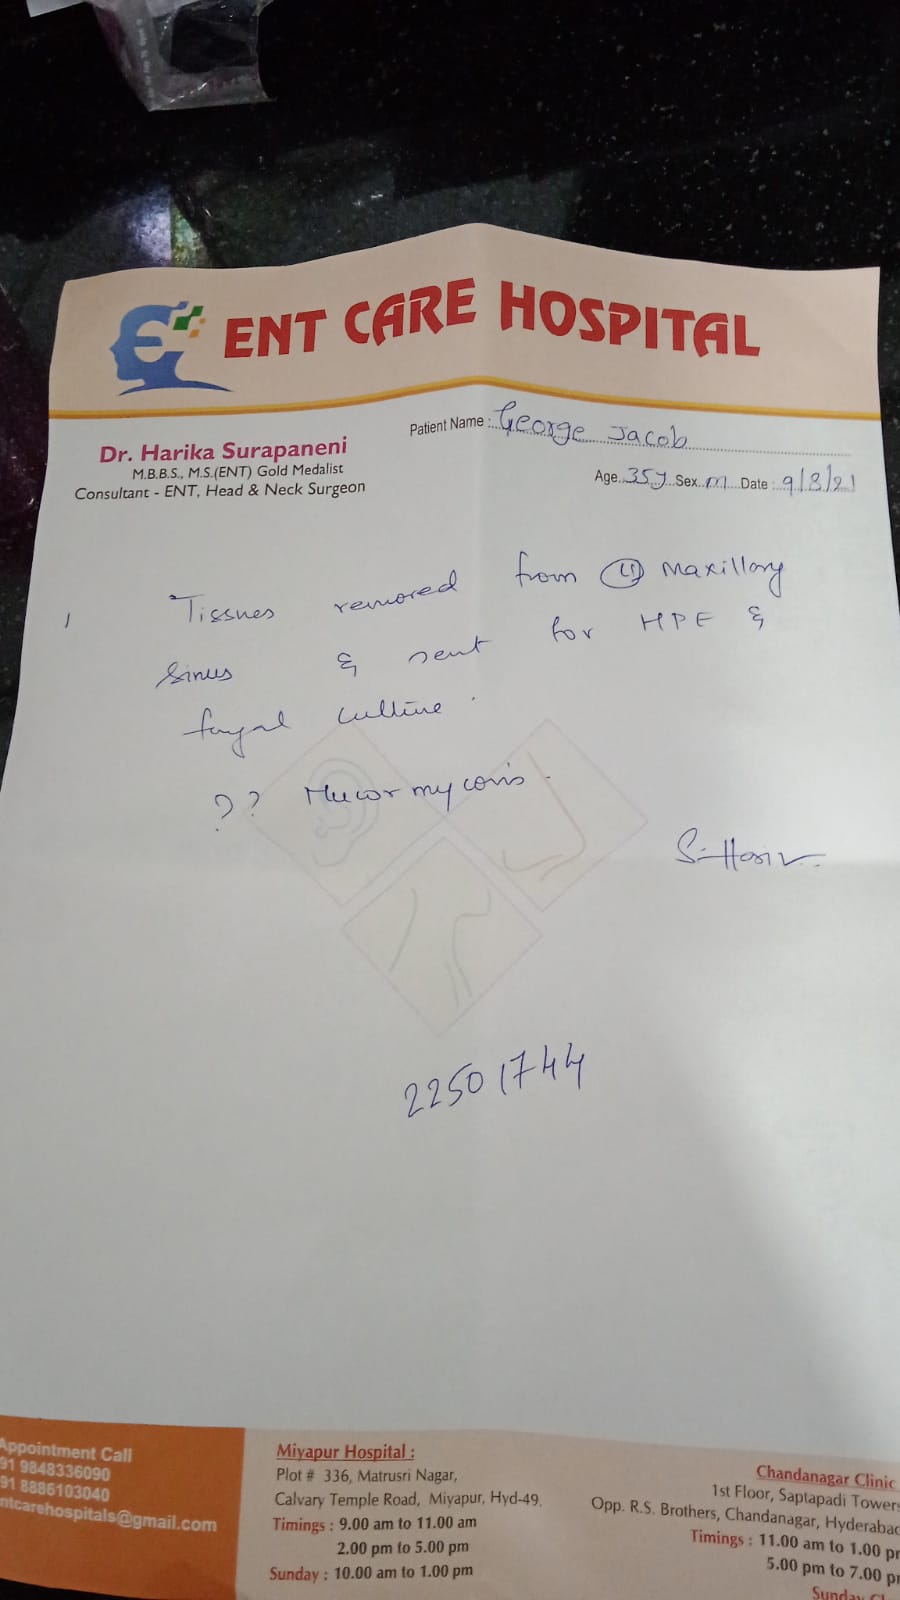 ENT CARE HOSPITAL
Dr. Harika Surapaneni
M.B.B.S., M.S.(ENT) Gold Medalist
Consultant - ENT, Head & Neck Surgeon
Patient Name : George Jacob
Age 35y Sex m Date : 9/8/21
Tissues removed from Maxillary
Sinus & sent for HPE &
fungal culture.
?? Mucormycosis.
22501744
Appointment Call
91 9848336090
91 8886103040
ntcarehospitals@gmail.com
Miyapur Hospital :
Plot # 336, Matrusri Nagar,
Calvary Temple Road, Miyapur, Hyd-49.
Timings : 9.00 am to 11.00 am
2.00 pm to 5.00 pm
Sunday : 10.00 am to 1.00 pm
Chandanagar Clinic
1st Floor, Saptapadi Towers
Opp. R.S. Brothers, Chandanagar, Hyderabad
Timings : 11.00 am to 1.00 p
5.00 pm to 7.00 p
Sunday